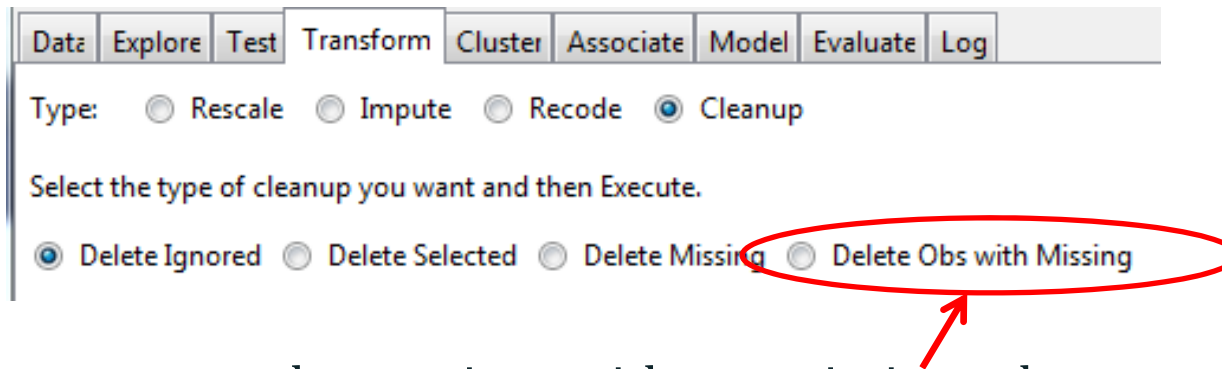 Data Explore Test Transform Cluster Associate Model Evaluate Log
Type: Rescale Impute Recode Cleanup
Select the type of cleanup you want and then Execute.
Delete Ignored Delete Selected Delete Missing Delete Obs with Missing